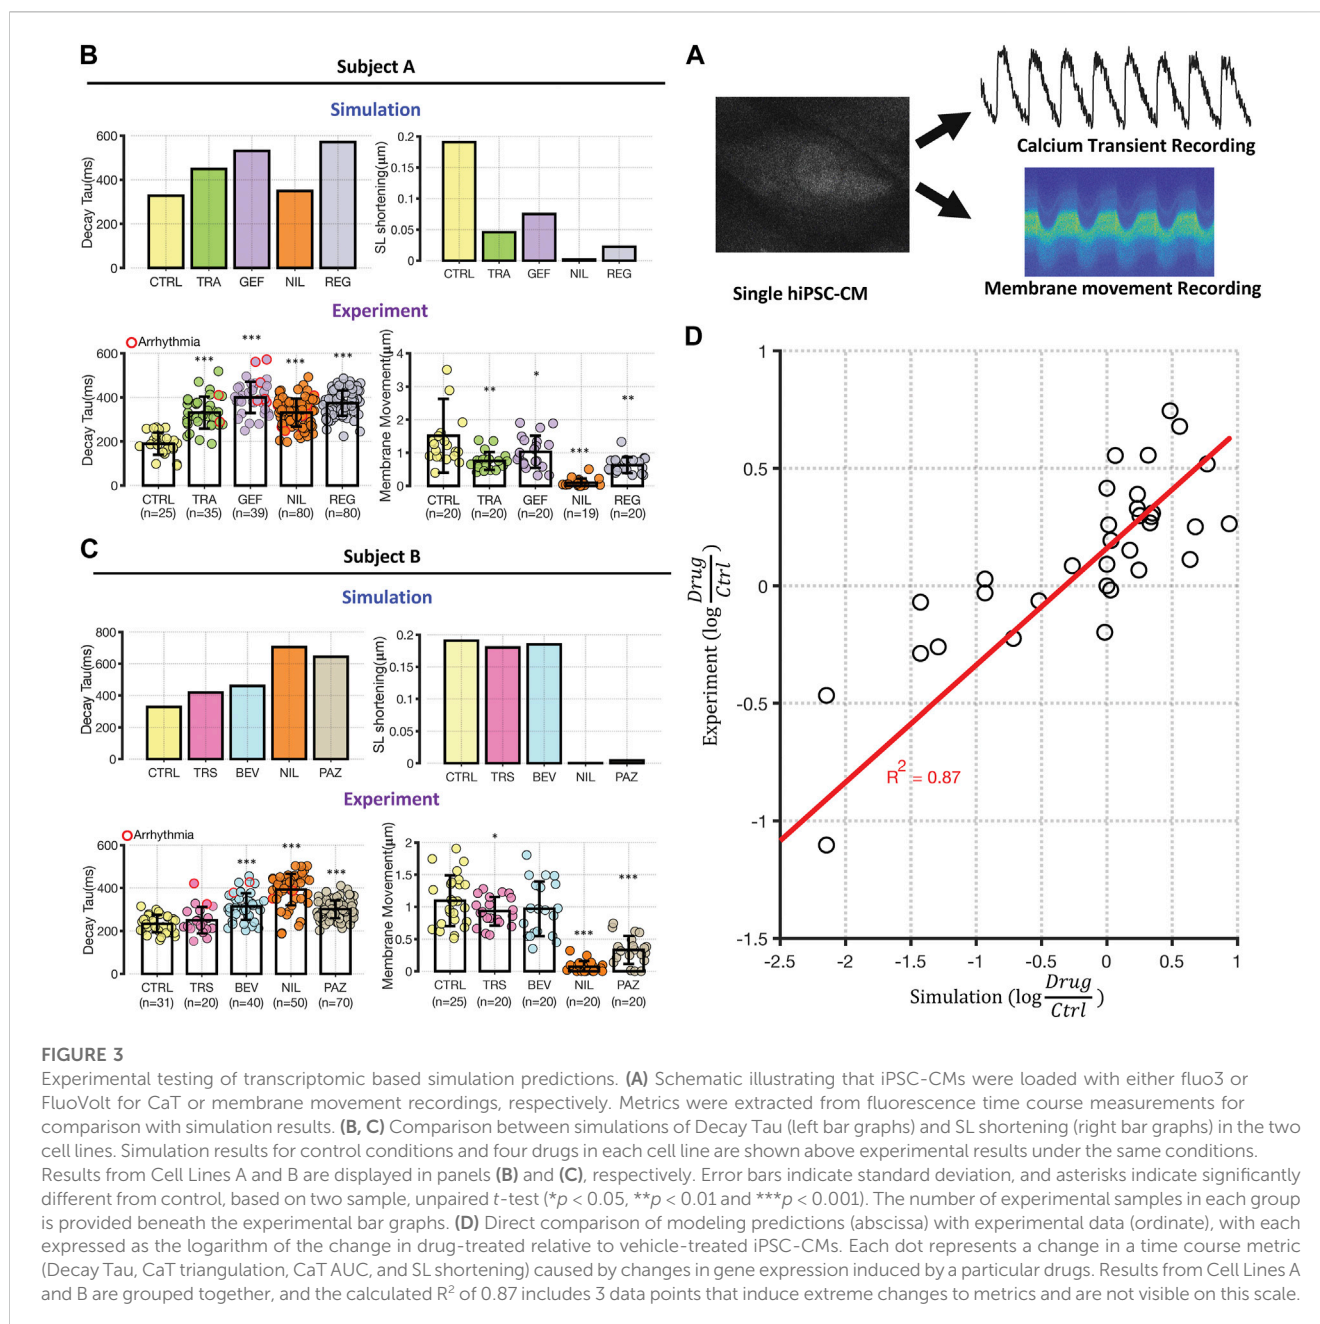 B
Subject A
Simulation
Decay Tau(ms)
600
400
200
0
CTRL TRA GEF NIL REG
SL shortening(μm)
0.2
0.15
0.1
0.05
0
CTRL TRA GEF NIL REG
Experiment
Arrhythmia
Decay Tau(ms)
600
400
200
0
*** *** *** ***
CTRL TRA GEF NIL REG
(n=25) (n=35) (n=39) (n=80) (n=80)
Membrane Movement(μm)
4
3
2
1
0
** * *** **
CTRL TRA GEF NIL REG
(n=20) (n=20) (n=20) (n=19) (n=20)
C
Subject B
Simulation
Decay Tau(ms)
800
600
400
200
0
CTRL TRS BEV NIL PAZ
SL shortening(μm)
0.2
0.15
0.1
0.05
0
CTRL TRS BEV NIL PAZ
Experiment
Arrhythmia
Decay Tau(ms)
600
400
200
0
*** *** ***
CTRL TRS BEV NIL PAZ
(n=31) (n=20) (n=40) (n=50) (n=70)
Membrane Movement(μm)
2
1.5
1
0.5
0
* *** ***
CTRL TRS BEV NIL PAZ
(n=25) (n=20) (n=20) (n=20) (n=20)
A
Calcium Transient Recording
Single hiPSC-CM
Membrane movement Recording
D
Experiment (log Drug/Ctrl)
1
0.5
0
-0.5
-1
-1.5
R² = 0.87
-2.5 -2 -1.5 -1 -0.5 0 0.5 1
Simulation (log Drug/Ctrl)
FIGURE 3
Experimental testing of transcriptomic based simulation predictions. (A) Schematic illustrating that iPSC-CMs were loaded with either fluo3 or
FluoVolt for CaT or membrane movement recordings, respectively. Metrics were extracted from fluorescence time course measurements for
comparison with simulation results. (B, C) Comparison between simulations of Decay Tau (left bar graphs) and SL shortening (right bar graphs) in the two
cell lines. Simulation results for control conditions and four drugs in each cell line are shown above experimental results under the same conditions.
Results from Cell Lines A and B are displayed in panels (B) and (C), respectively. Error bars indicate standard deviation, and asterisks indicate significantly
different from control, based on two sample, unpaired t-test (*p < 0.05, **p < 0.01 and ***p < 0.001). The number of experimental samples in each group
is provided beneath the experimental bar graphs. (D) Direct comparison of modeling predictions (abscissa) with experimental data (ordinate), with each
expressed as the logarithm of the change in drug-treated relative to vehicle-treated iPSC-CMs. Each dot represents a change in a time course metric
(Decay Tau, CaT triangulation, CaT AUC, and SL shortening) caused by changes in gene expression induced by a particular drugs. Results from Cell Lines A
and B are grouped together, and the calculated R² of 0.87 includes 3 data points that induce extreme changes to metrics and are not visible on this scale.